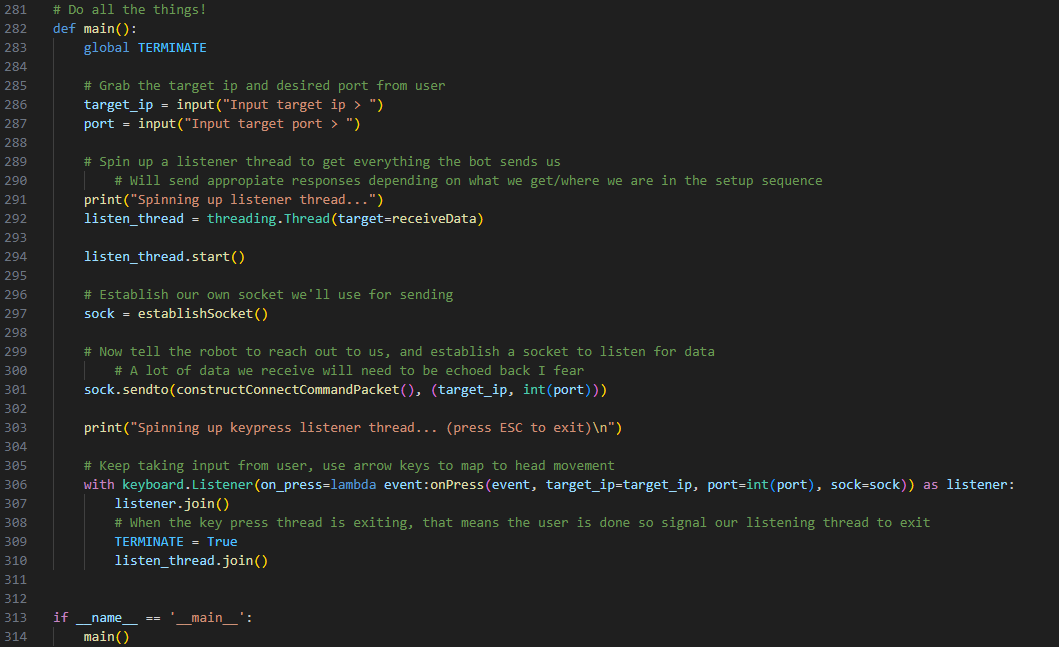 281 # Do all the things!
282 def main():
283     global TERMINATE
284
285     # Grab the target ip and desired port from user
286     target_ip = input("Input target ip > ")
287     port = input("Input target port > ")
288
289     # Spin up a listener thread to get everything the bot sends us
290         # Will send appropiate responses depending on what we get/where we are in the setup sequence
291     print("Spinning up listener thread...")
292     listen_thread = threading.Thread(target=receiveData)
293
294     listen_thread.start()
295
296     # Establish our own socket we'll use for sending
297     sock = establishSocket()
298
299     # Now tell the robot to reach out to us, and establish a socket to listen for data
300         # A lot of data we receive will need to be echoed back I fear
301     sock.sendto(constructConnectCommandPacket(), (target_ip, int(port)))
302
303     print("Spinning up keypress listener thread... (press ESC to exit)\n")
304
305     # Keep taking input from user, use arrow keys to map to head movement
306     with keyboard.Listener(on_press=lambda event:onPress(event, target_ip=target_ip, port=int(port), sock=sock)) as listener:
307         listener.join()
308         # When the key press thread is exiting, that means the user is done so signal our listening thread to exit
309         TERMINATE = True
310         listen_thread.join()
311
312
313 if __name__ == '__main__':
314     main()